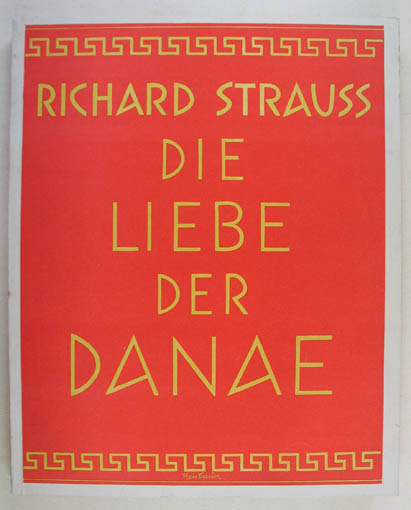 RICHARD STRAUSS
DIE
LIEBE
DER
DANAE